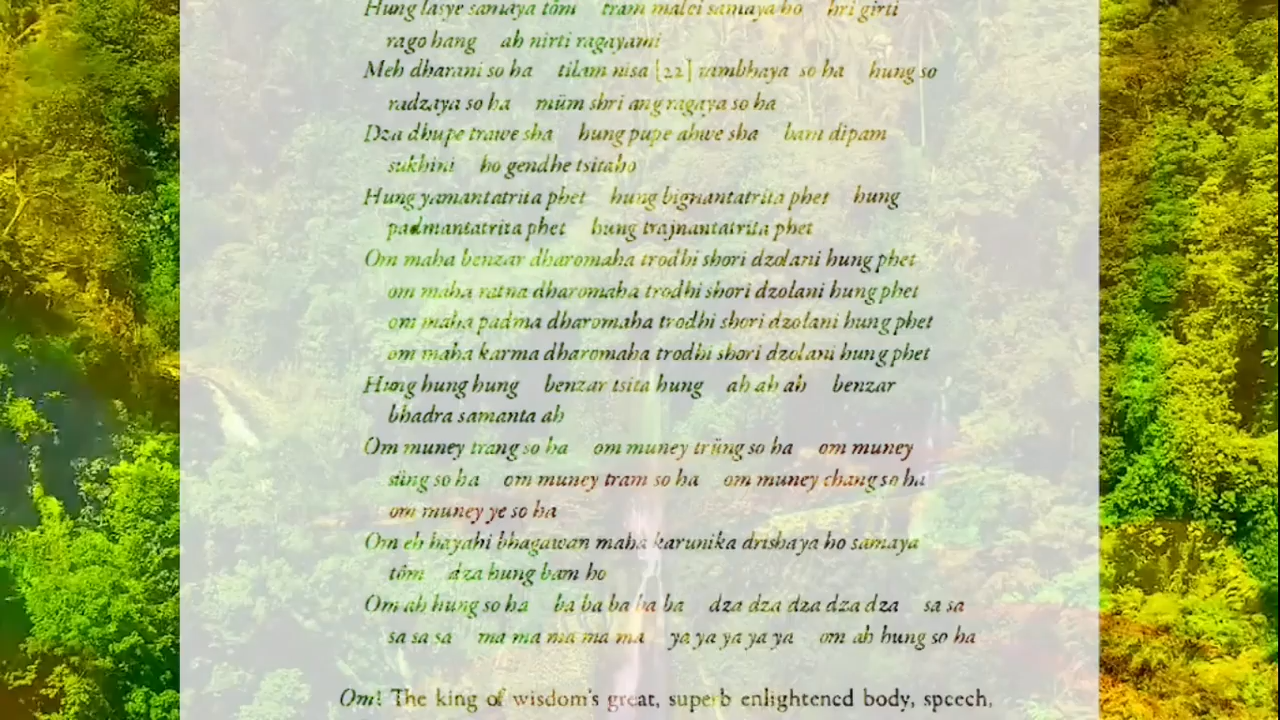 Hung lasye samaya töm tram malei samaya ho hri girti
rago hang ah nirti ragayami
Meh dharani so ha tilam nisa [22] rambhaya so ha hung so
radzaya so ha müm shri ang ragaya so ha
Dza dhupe trawe sha hung pupe ahwe sha bam dipam
sukhini ho gendhe tsitaho
Hung yamantatrita phet hung bignantatrita phet hung
padmantatrita phet hung trajnantatrita phet
Om maha benzar dharomaha trodhi shori dzolani hung phet
om maha ratna dharomaha trodhi shori dzolani hung phet
om maha padma dharomaha trodhi shori dzolani hung phet
om maha karma dharomaha trodhi shori dzolani hung phet
Hung hung hung benzar tsita hung ah ah ah benzar
bhadra samanta ah
Om muney trang so ha om muney trüng so ha om muney
süng so ha om muney tram so ha om muney chang so ha
om muney ye so ha
Om eh hayahi bhagawan maha karunika drishaya ho samaya
töm dza hung bam ho
Om ah hung so ha ba ba ba ba ba dza dza dza dza dza sa sa
sa sa sa ma ma ma ma ma ya ya ya ya ya om ah hung so ha
Om! The king of wisdom's great, superb enlightened body, speech,